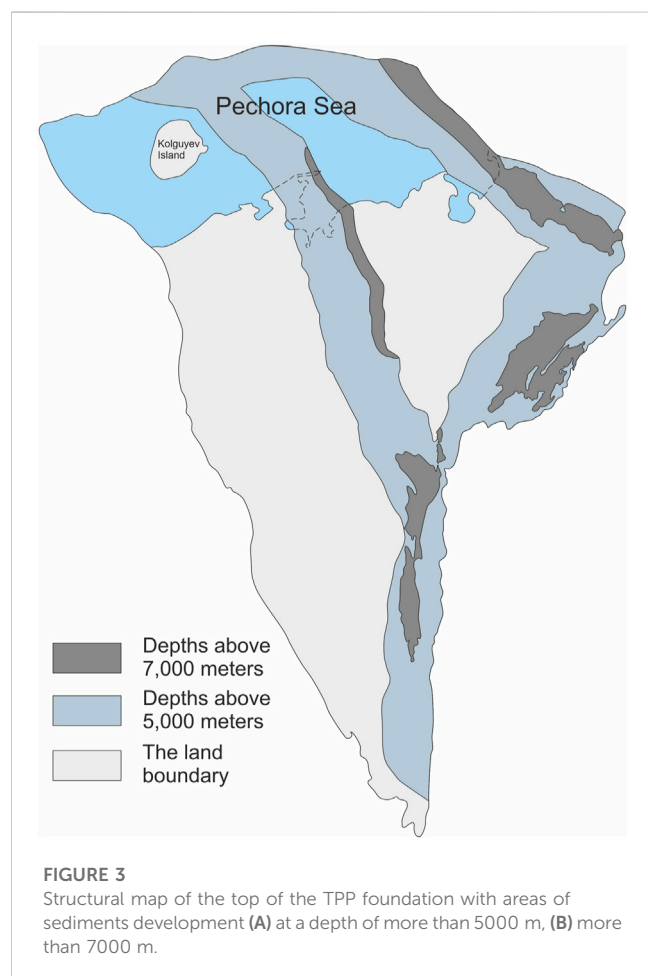 Pechora Sea
Kolguyev
Island
Depths above
7,000 meters
Depths above
5,000 meters
The land
boundary
FIGURE 3
Structural map of the top of the TPP foundation with areas of
sediments development (A) at a depth of more than 5000 m, (B) more
than 7000 m.